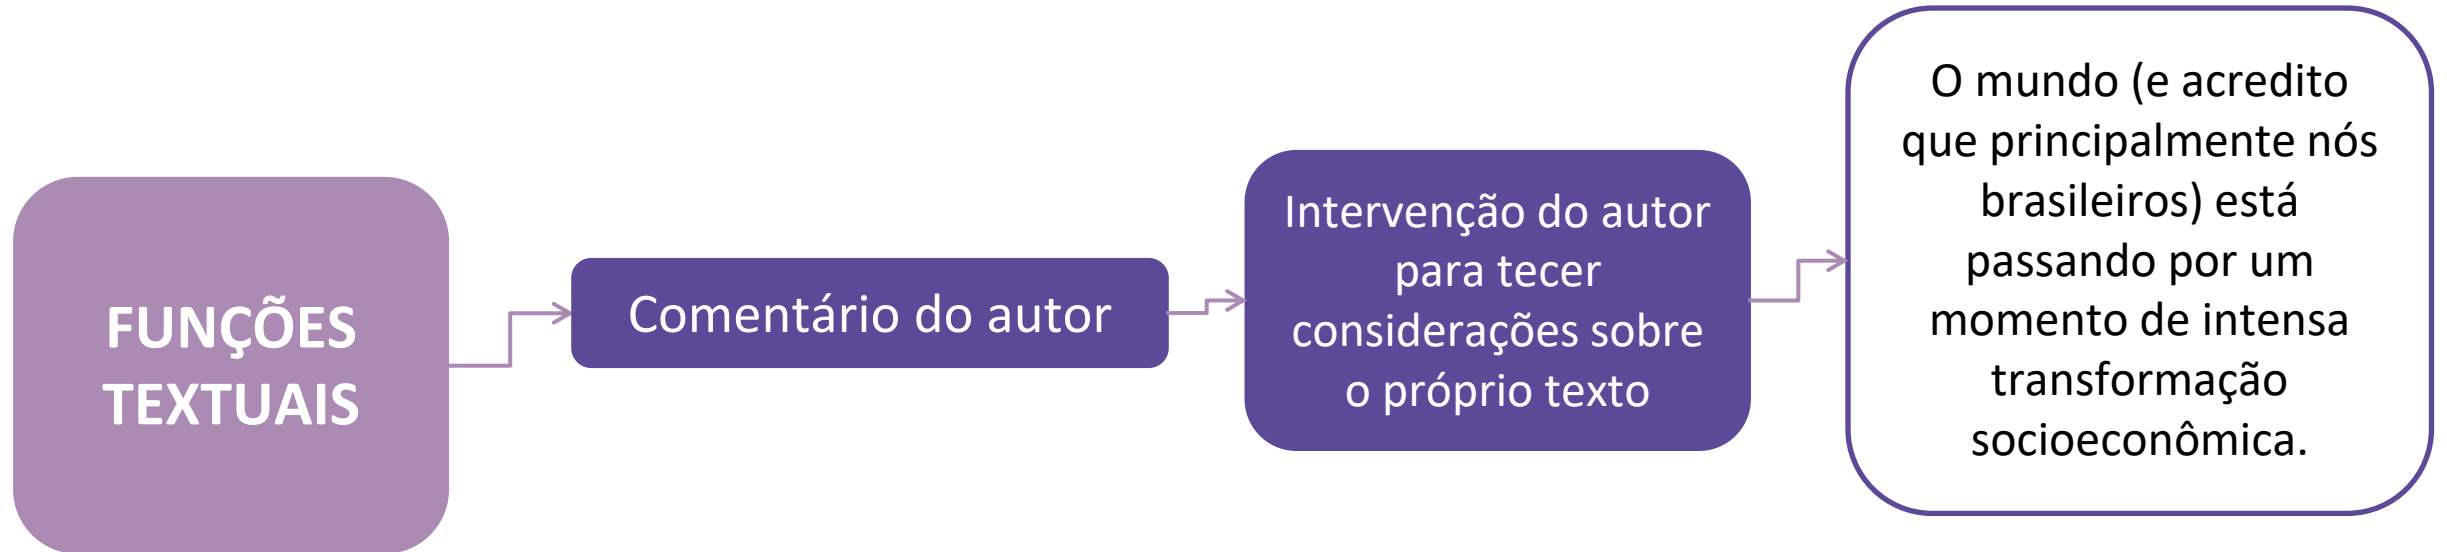 FUNÇÕES
TEXTUAIS
Comentário do autor
Intervenção do autor
para tecer
considerações sobre
o próprio texto
O mundo (e acredito
que principalmente nós
brasileiros) está
passando por um
momento de intensa
transformação
socioeconômica.